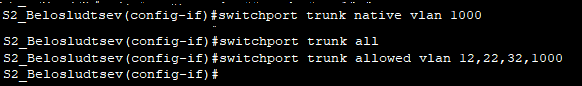 S2_Belosludtsev(config-if)#switchport trunk native vlan 1000
S2_Belosludtsev(config-if)#switchport trunk all
S2_Belosludtsev(config-if)#switchport trunk allowed vlan 12,22,32,1000
S2_Belosludtsev(config-if)#